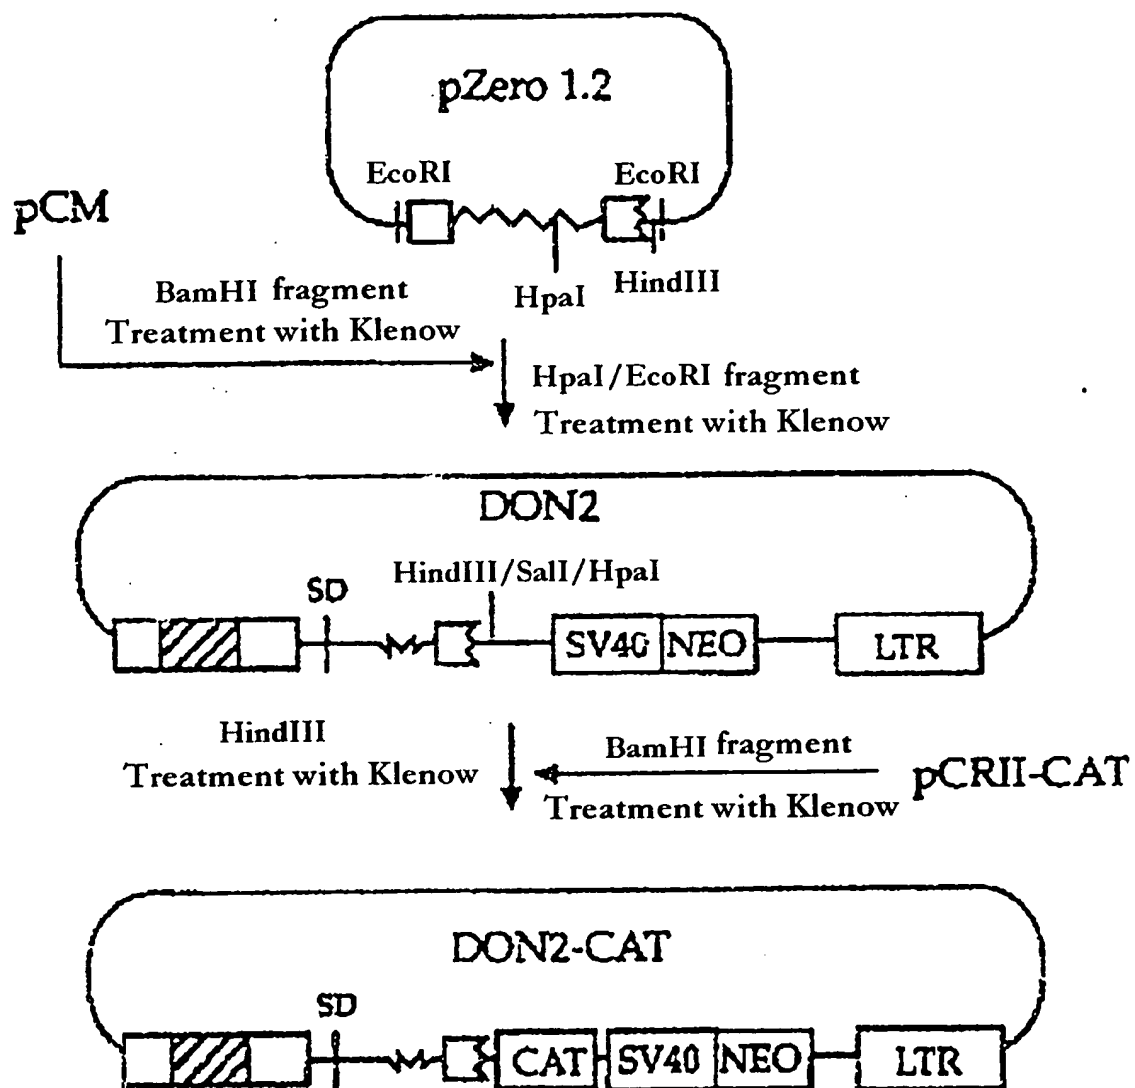 pZero 1.2
EcoRI
EcoRI
pCM
HpaI
HindIII
BamHI fragment
Treatment with Klenow
HpaI/EcoRI fragment
Treatment with Klenow
DON2
HindIII/SalI/HpaI
SD
SV40
NEO
LTR
HindIII
Treatment with Klenow
BamHI fragment
Treatment with Klenow
pCRII-CAT
DON2-CAT
SD
CAT
SV40
NEO
LTR